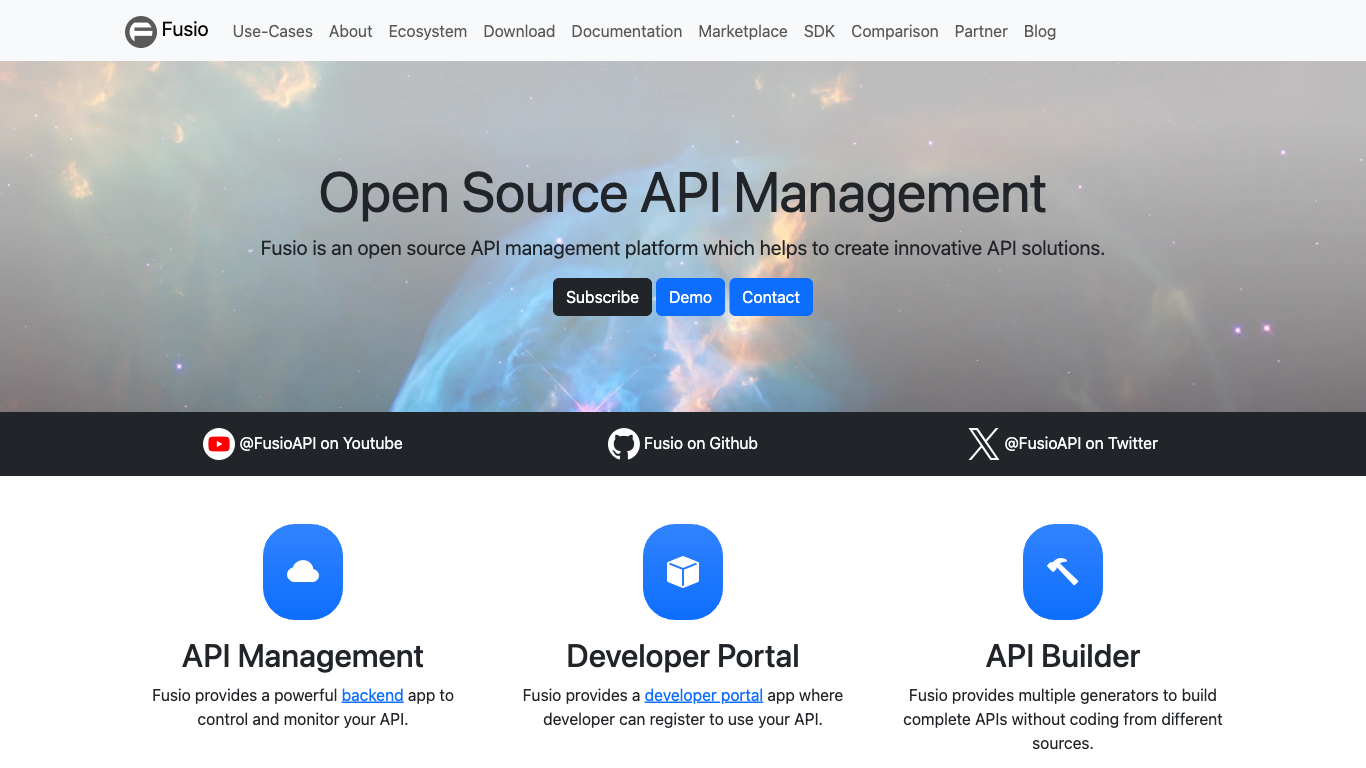 Fusio Use-Cases About Ecosystem Download Documentation Marketplace SDK Comparison Partner Blog
Open Source API Management
Fusio is an open source API management platform which helps to create innovative API solutions.
Subscribe Demo Contact
@FusioAPI on Youtube Fusio on Github @FusioAPI on Twitter
API Management
Fusio provides a powerful backend app to
control and monitor your API.
Developer Portal
Fusio provides a developer portal app where
developer can register to use your API.
API Builder
Fusio provides multiple generators to build
complete APIs without coding from different
sources.